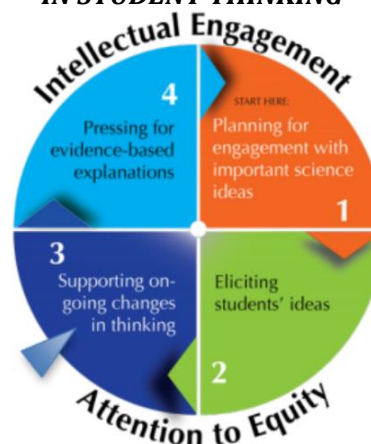 IN STUDENT THINKING
Intellectual Engagement
4
Pressing for
evidence-based
explanations
START HERE:
Planning for
engagement with
important science
ideas
1
3
Supporting on-
going changes
in thinking
Eliciting
students’ ideas
2
Attention to Equity